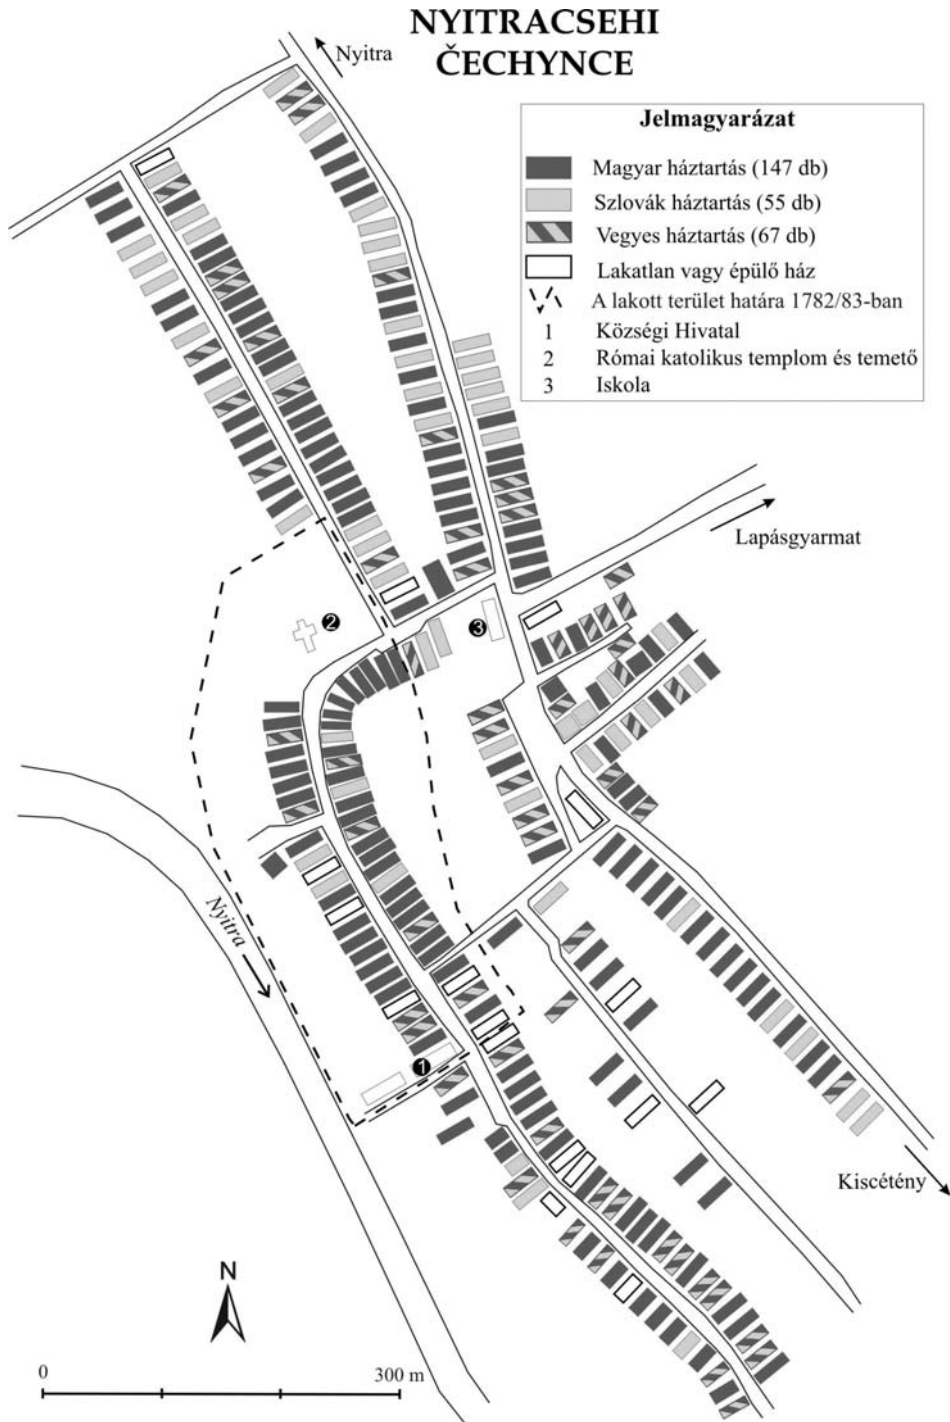 NYITRACSEHI
ČECHYNCE
Nyitra
Jelmagyarázat
Magyar háztartás (147 db)
Szlovák háztartás (55 db)
Vegyes háztartás (67 db)
Lakatlan vagy épülő ház
A lakott terület határa 1782/83-ban
1 Községi Hivatal
2 Római katolikus templom és temető
3 Iskola
Lapásgyarmat
2
3
Nyitra
1
Kiscétény
N
0 300 m